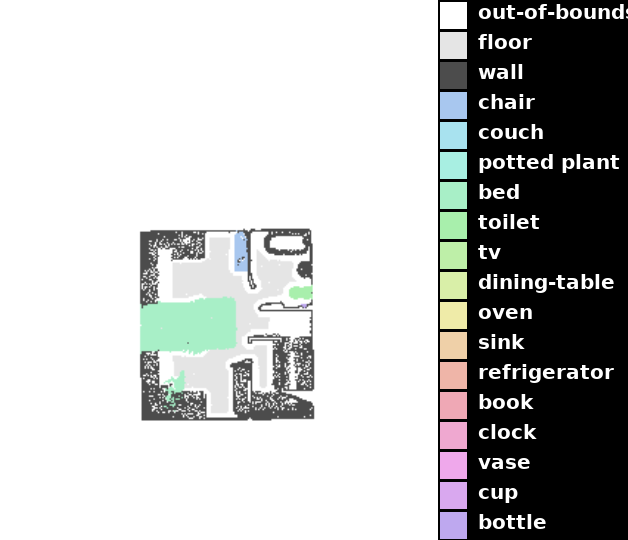 out-of-bounds
floor
wall
chair
couch
potted plant
bed
toilet
tv
dining-table
oven
sink
refrigerator
book
clock
vase
cup
bottle